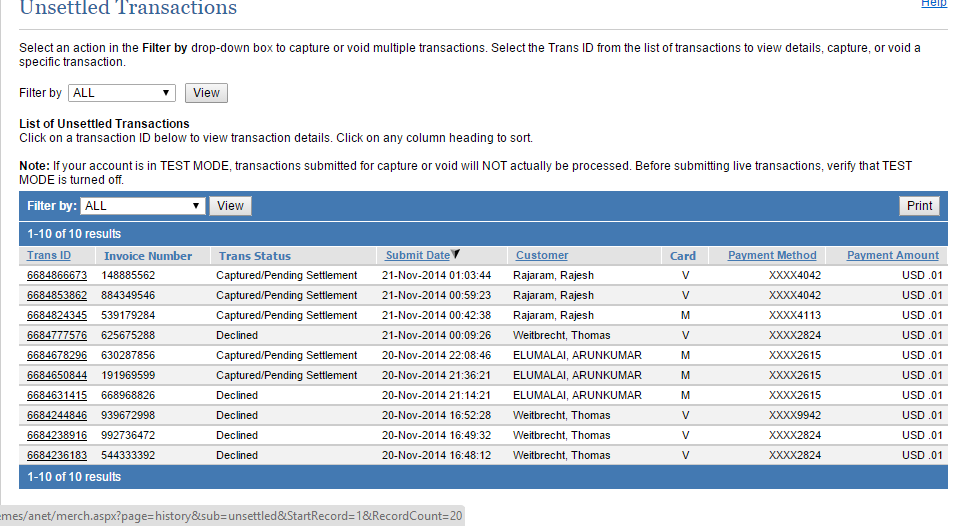 Unsettled Transactions
Help
Select an action in the Filter by drop-down box to capture or void multiple transactions. Select the Trans ID from the list of transactions to view details, capture, or void a
specific transaction.
Filter by ALL View
List of Unsettled Transactions
Click on a transaction ID below to view transaction details. Click on any column heading to sort.
Note: If your account is in TEST MODE, transactions submitted for capture or void will NOT actually be processed. Before submitting live transactions, verify that TEST
MODE is turned off.
Filter by: ALL View Print
1-10 of 10 results
Trans ID Invoice Number Trans Status Submit Date Customer Card Payment Method Payment Amount
6684866673 148885562 Captured/Pending Settlement 21-Nov-2014 01:03:44 Rajaram, Rajesh V XXXX4042 USD .01
6684853862 884349546 Captured/Pending Settlement 21-Nov-2014 00:59:23 Rajaram, Rajesh V XXXX4042 USD .01
6684824345 539179284 Captured/Pending Settlement 21-Nov-2014 00:42:38 Rajaram, Rajesh M XXXX4113 USD .01
6684777576 625675288 Declined 21-Nov-2014 00:09:26 Weitbrecht, Thomas V XXXX2824 USD .01
6684678296 630287856 Captured/Pending Settlement 20-Nov-2014 22:08:46 ELUMALAI, ARUNKUMAR M XXXX2615 USD .01
6684650844 191969599 Captured/Pending Settlement 20-Nov-2014 21:36:21 ELUMALAI, ARUNKUMAR M XXXX2615 USD .01
6684631415 668968826 Declined 20-Nov-2014 21:14:21 ELUMALAI, ARUNKUMAR M XXXX2615 USD .01
6684244846 939672998 Declined 20-Nov-2014 16:52:28 Weitbrecht, Thomas V XXXX9942 USD .01
6684238916 992736472 Declined 20-Nov-2014 16:49:32 Weitbrecht, Thomas V XXXX2824 USD .01
6684236183 544333392 Declined 20-Nov-2014 16:48:12 Weitbrecht, Thomas V XXXX2824 USD .01
1-10 of 10 results
emes/anet/merch.aspx?page=history&sub=unsettled&StartRecord=1&RecordCount=20